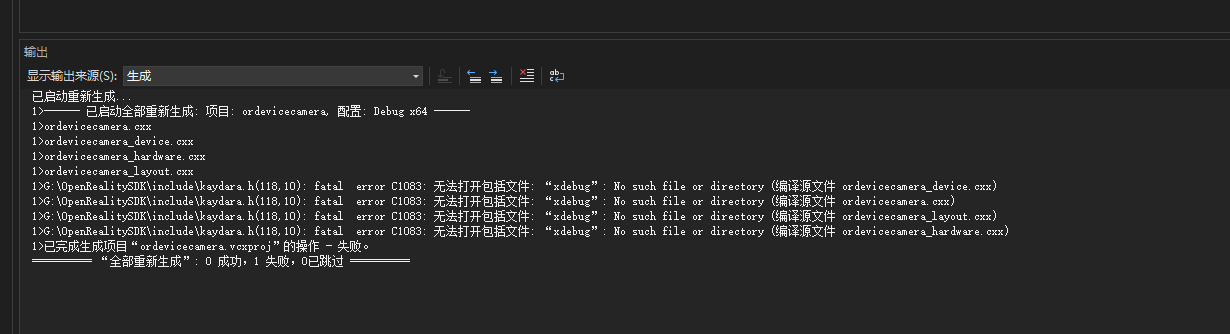 输出
显示输出来源(S): 生成
已启动重新生成...
1>------ 已启动全部重新生成: 项目: ordevicecamera, 配置: Debug x64 ------
1>ordevicecamera.cxx
1>ordevicecamera_device.cxx
1>ordevicecamera_hardware.cxx
1>ordevicecamera_layout.cxx
1>G:\OpenRealitySDK\include\kaydara.h(118,10): fatal  error C1083: 无法打开包括文件: “xdebug”: No such file or directory (编译源文件 ordevicecamera_device.cxx)
1>G:\OpenRealitySDK\include\kaydara.h(118,10): fatal  error C1083: 无法打开包括文件: “xdebug”: No such file or directory (编译源文件 ordevicecamera.cxx)
1>G:\OpenRealitySDK\include\kaydara.h(118,10): fatal  error C1083: 无法打开包括文件: “xdebug”: No such file or directory (编译源文件 ordevicecamera_layout.cxx)
1>G:\OpenRealitySDK\include\kaydara.h(118,10): fatal  error C1083: 无法打开包括文件: “xdebug”: No such file or directory (编译源文件 ordevicecamera_hardware.cxx)
1>已完成生成项目“ordevicecamera.vcxproj”的操作 - 失败。
========== “全部重新生成”: 0 成功，1 失败，0已跳过 ==========